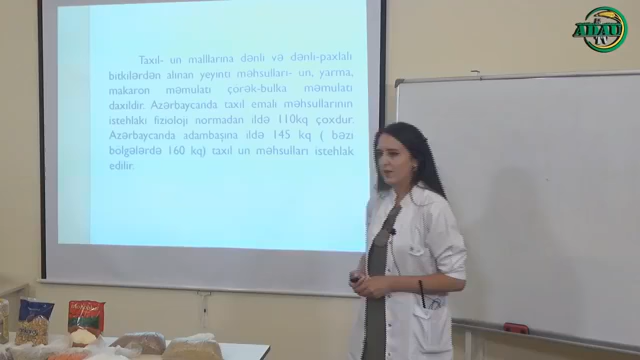 Taxıl- un mallarına dənli və dənli-paxlalı
bitkilərdən alınan yeyinti məhsulları- un, yarma,
makaron məmulatı çörək-bulka məmulatı
daxildir. Azərbaycanda taxıl emalı məhsullarının
istehlakı fizioloji normadan ildə 110kq çoxdur.
Azərbaycanda adambaşına ildə 145 kq ( bəzi
bölgələrdə 160 kq) taxıl un məhsulları istehlak
edilir.
ADAU
TV